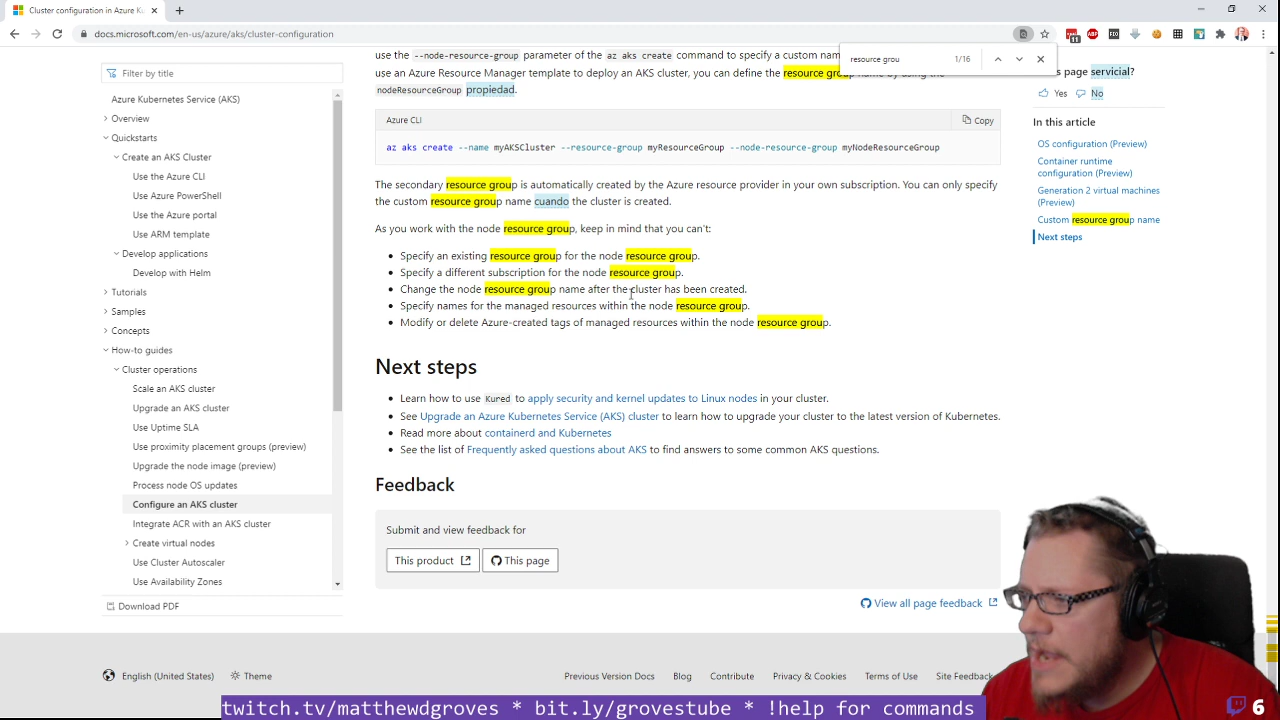 Cluster configuration in Azure K
docs.microsoft.com/en-us/azure/aks/cluster-configuration
11
resource grou 1/16
Filter by title
Azure Kubernetes Service (AKS)
Overview
Quickstarts
Create an AKS Cluster
Use the Azure CLI
Use Azure PowerShell
Use the Azure portal
Use ARM template
Develop applications
Develop with Helm
Tutorials
Samples
Concepts
How-to guides
Cluster operations
Scale an AKS cluster
Upgrade an AKS cluster
Use Uptime SLA
Use proximity placement groups (preview)
Upgrade the node image (preview)
Process node OS updates
Configure an AKS cluster
Integrate ACR with an AKS cluster
Create virtual nodes
Use Cluster Autoscaler
Use Availability Zones
Download PDF
use the --node-resource-group parameter of the az aks create command to specify a custom nam
use an Azure Resource Manager template to deploy an AKS cluster, you can define the resource group name by using the
nodeResourceGroup propiedad.
Azure CLI
Copy
az aks create --name myAKSCluster --resource-group myResourceGroup --node-resource-group myNodeResourceGroup
The secondary resource group is automatically created by the Azure resource provider in your own subscription. You can only specify
the custom resource group name cuando the cluster is created.
As you work with the node resource group, keep in mind that you can't:
• Specify an existing resource group for the node resource group.
• Specify a different subscription for the node resource group.
• Change the node resource group name after the cluster has been created.
• Specify names for the managed resources within the node resource group.
• Modify or delete Azure-created tags of managed resources within the node resource group.
Next steps
• Learn how to use Kured to apply security and kernel updates to Linux nodes in your cluster.
• See Upgrade an Azure Kubernetes Service (AKS) cluster to learn how to upgrade your cluster to the latest version of Kubernetes.
• Read more about containerd and Kubernetes
• See the list of Frequently asked questions about AKS to find answers to some common AKS questions.
Feedback
Submit and view feedback for
This product
This page
View all page feedback
s page servicial?
Yes No
In this article
OS configuration (Preview)
Container runtime
configuration (Preview)
Generation 2 virtual machines
(Preview)
Custom resource group name
Next steps
English (United States)
Theme
Previous Version Docs
Blog
Contribute
Privacy & Cookies
Terms of Use
Site Feedback
twitch.tv/matthewdgroves * bit.ly/grovestube * !help for commands
6